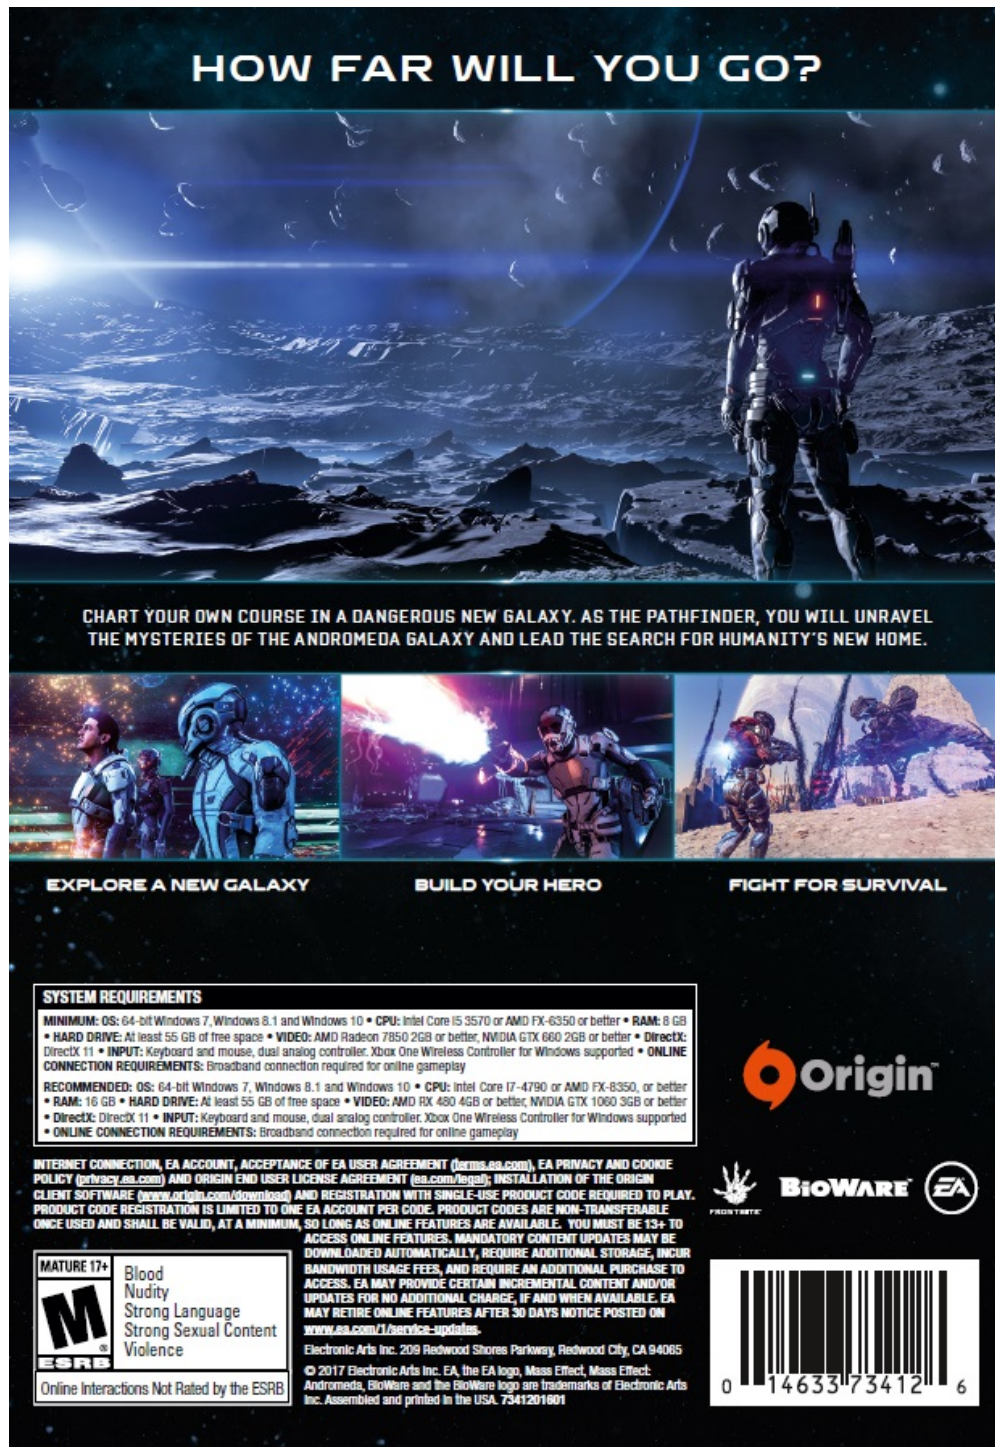 HOW FAR WILL YOU GO?
CHART YOUR OWN COURSE IN A DANGEROUS NEW GALAXY. AS THE PATHFINDER, YOU WILL UNRAVEL
THE MYSTERIES OF THE ANDROMEDA GALAXY AND LEAD THE SEARCH FOR HUMANITY'S NEW HOME.
EXPLORE A NEW GALAXY
BUILD YOUR HERO
FIGHT FOR SURVIVAL
SYSTEM REQUIREMENTS
MINIMUM: OS: 64-bit Windows 7, Windows 8.1 and Windows 10 • CPU: Intel Core i5 3570 or AMD FX-6350 or better • RAM: 8 GB
• HARD DRIVE: At least 55 GB of free space • VIDEO: AMD Radeon 7850 2GB or better, NVIDIA GTX 660 2GB or better • DirectX:
DirectX 11 • INPUT: Keyboard and mouse, dual analog controller. Xbox One Wireless Controller for Windows supported • ONLINE
CONNECTION REQUIREMENTS: Broadband connection required for online gameplay
RECOMMENDED: OS: 64-bit Windows 7, Windows 8.1 and Windows 10 • CPU: Intel Core i7-4790 or AMD FX-8350, or better
• RAM: 16 GB • HARD DRIVE: At least 55 GB of free space • VIDEO: AMD RX 480 4GB or better, NVIDIA GTX 1060 3GB or better
• DirectX: DirectX 11 • INPUT: Keyboard and mouse, dual analog controller. Xbox One Wireless Controller for Windows supported
• ONLINE CONNECTION REQUIREMENTS: Broadband connection required for online gameplay
Origin™
INTERNET CONNECTION, EA ACCOUNT, ACCEPTANCE OF EA USER AGREEMENT (terms.ea.com), EA PRIVACY AND COOKIE
POLICY (privacy.ea.com) AND ORIGIN END USER LICENSE AGREEMENT (ea.com/legal); INSTALLATION OF THE ORIGIN
CLIENT SOFTWARE (www.origin.com/download) AND REGISTRATION WITH SINGLE-USE PRODUCT CODE REQUIRED TO PLAY.
PRODUCT CODE REGISTRATION IS LIMITED TO ONE EA ACCOUNT PER CODE. PRODUCT CODES ARE NON-TRANSFERABLE
ONCE USED AND SHALL BE VALID, AT A MINIMUM, SO LONG AS ONLINE FEATURES ARE AVAILABLE. YOU MUST BE 13+ TO
ACCESS ONLINE FEATURES. MANDATORY CONTENT UPDATES MAY BE
DOWNLOADED AUTOMATICALLY, REQUIRE ADDITIONAL STORAGE, INCUR
BANDWIDTH USAGE FEES, AND REQUIRE AN ADDITIONAL PURCHASE TO
ACCESS. EA MAY PROVIDE CERTAIN INCREMENTAL CONTENT AND/OR
UPDATES FOR NO ADDITIONAL CHARGE, IF AND WHEN AVAILABLE. EA
MAY RETIRE ONLINE FEATURES AFTER 30 DAYS NOTICE POSTED ON
www.ea.com/1/service-updates.
Electronic Arts Inc. 209 Redwood Shores Parkway, Redwood City, CA 94065
© 2017 Electronic Arts Inc. EA, the EA logo, Mass Effect, Mass Effect:
Andromeda, BioWare and the BioWare logo are trademarks of Electronic Arts
Inc. Assembled and printed in the USA. 7341201601
FROSTBITE
BIOWARE
EA
MATURE 17+
M
ESRB
Blood
Nudity
Strong Language
Strong Sexual Content
Violence
Online Interactions Not Rated by the ESRB
0 14633 73412 6